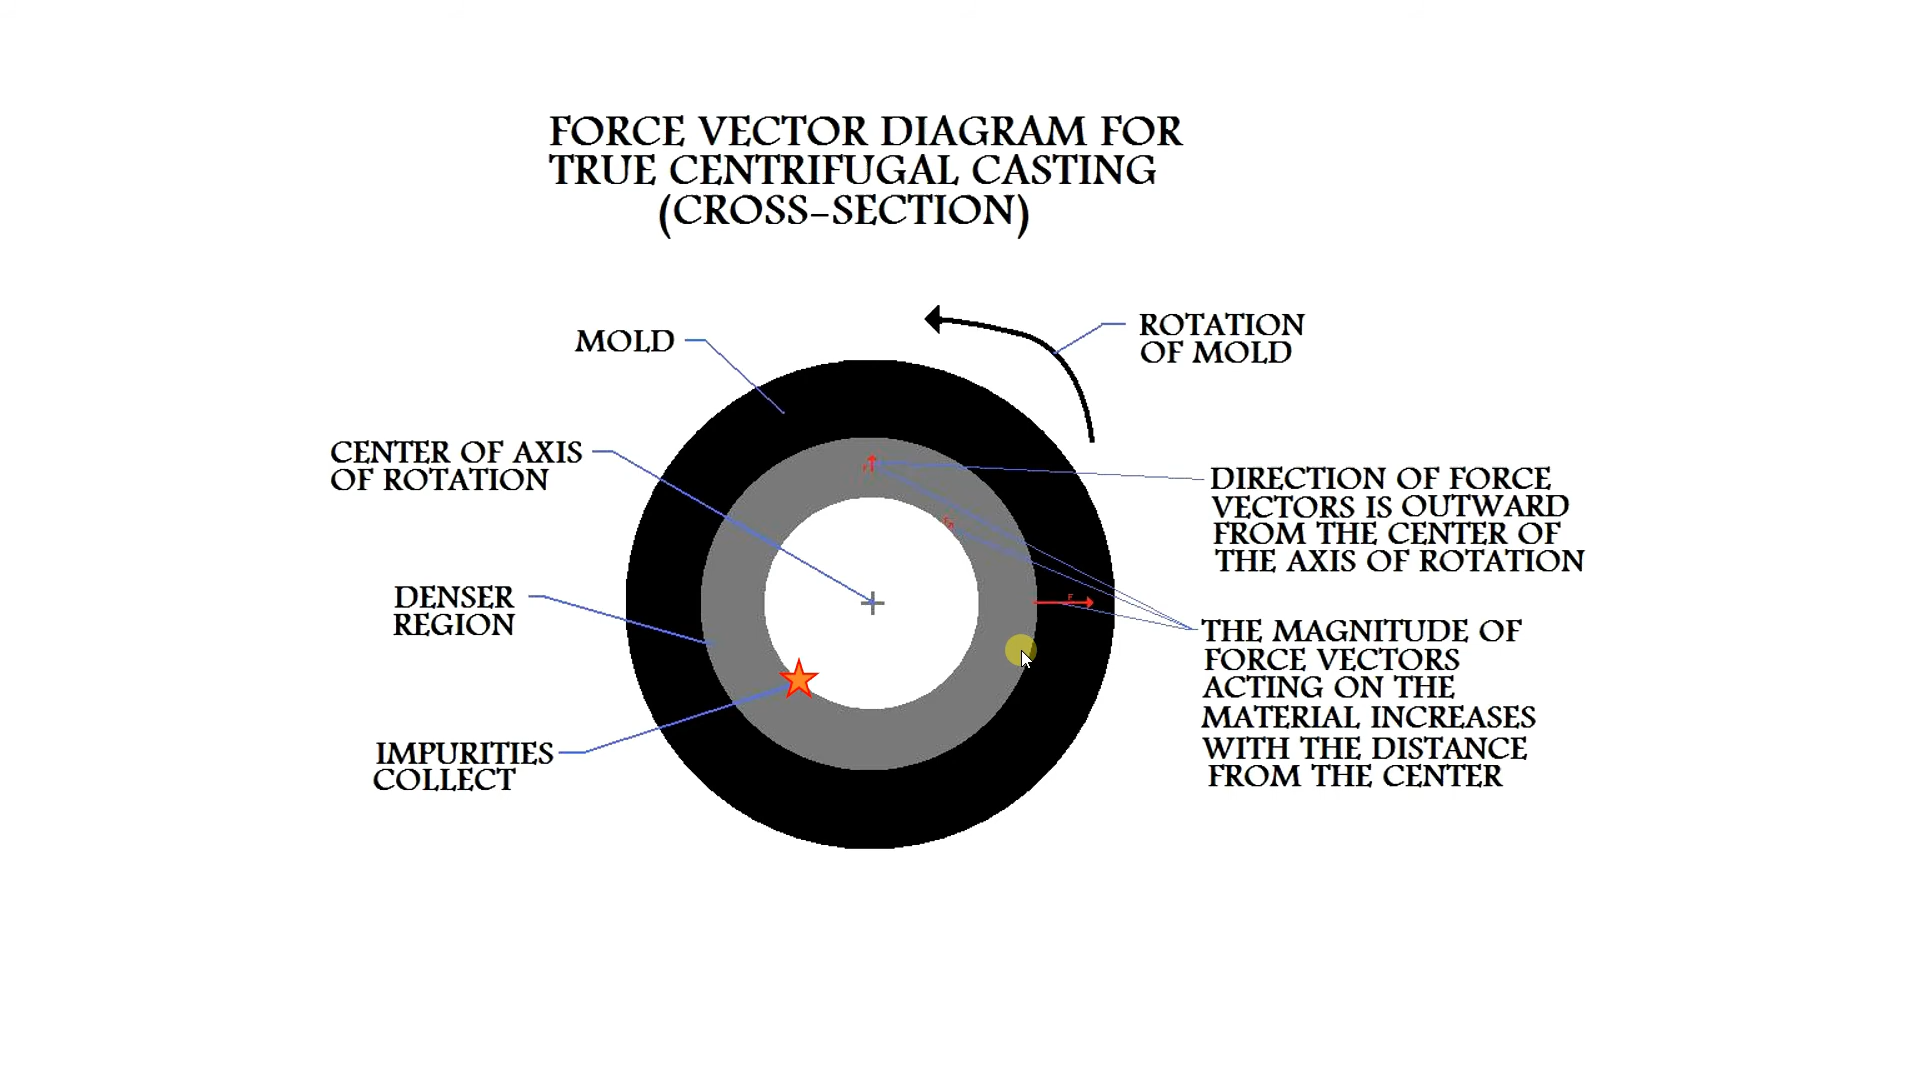 FORCE VECTOR DIAGRAM FOR
TRUE CENTRIFUGAL CASTING
(CROSS-SECTION)
MOLD
ROTATION
OF MOLD
CENTER OF AXIS
OF ROTATION
DIRECTION OF FORCE
VECTORS IS OUTWARD
FROM THE CENTER OF
THE AXIS OF ROTATION
DENSER
REGION
F
THE MAGNITUDE OF
FORCE VECTORS
ACTING ON THE
MATERIAL INCREASES
WITH THE DISTANCE
FROM THE CENTER
IMPURITIES
COLLECT